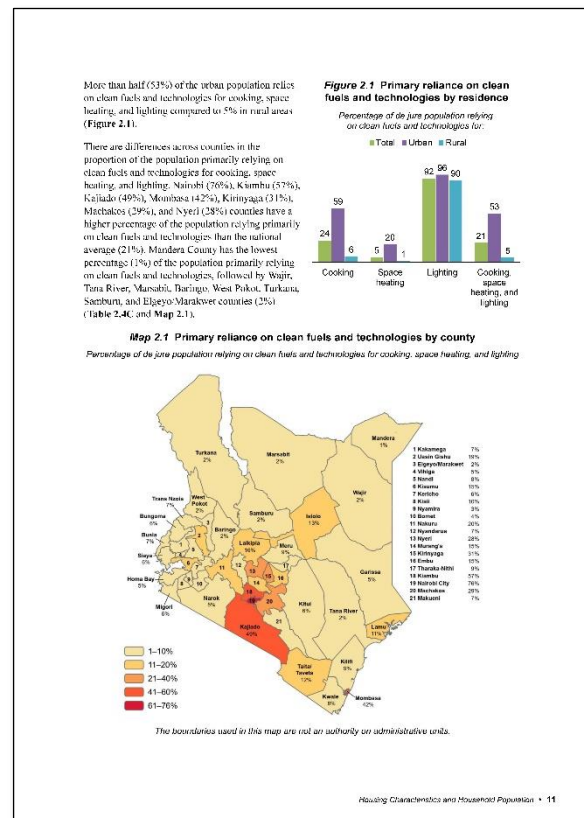 More than half (53%) of the urban population relies
on clean fuels and technologies for cooking, space
heating, and lighting compared to 5% in rural areas
(Figure 2.1).
There are differences across counties in the
proportion of the population primarily relying on
clean fuels and technologies for cooking, space
heating, and lighting. Nairobi (76%), Kiambu (57%),
Kajiado (49%), Mombasa (42%), Kirinyaga (31%),
Machakos (29%), and Nyeri (28%) counties have a
higher percentage of the population relying primarily
on clean fuels and technologies than the national
average (21%). Mandera County has the lowest
percentage (1%) of the population primarily relying
on clean fuels and technologies, followed by Wajir,
Tana River, Marsabit, Baringo, West Pokot, Turkana,
Samburu, and Elgeyo/Marakwet counties (2%)
(Table 2.4C and Map 2.1).
Figure 2.1 Primary reliance on clean
fuels and technologies by residence
Percentage of de jure population relying
on clean fuels and technologies for:
Total Urban Rural
24 59 6
5 20 1
92 96 90
21 53 5
Cooking
Space
heating
Lighting
Cooking,
space
heating, and
lighting
Map 2.1 Primary reliance on clean fuels and technologies by county
Percentage of de jure population relying on clean fuels and technologies for cooking, space heating, and lighting
Mandera
1%
Turkana
2%
Marsabit
2%
Wajir
2%
West
Pokot
2%
Samburu
2%
Isiolo
13%
Trans Nzoia
7%
Bungoma
6%
Busia
7%
Siaya
Homa Bay
5%
Migori
Baringo
2%
Laikipia
Meru
Garissa
5%
Narok
Kajiado
49%
Kitui
Tana River
2%
Lamu
11%
Kilifi
Taita/
Taveta
Kwale
Mombasa
42%
1 Kakamega 7%
2 Uasin Gishu 19%
3 Elgeyo/Marakwet 2%
4 Vihiga
5 Nandi
6 Kisumu 15%
7 Kericho 6%
8 Kisii 10%
9 Nyamira 3%
10 Bomet 4%
11 Nakuru 20%
12 Nyandarua 7%
13 Nyeri 28%
14 Murang'a 15%
15 Kirinyaga 31%
16 Embu 15%
17 Tharaka-Nithi 9%
18 Kiambu 57%
19 Nairobi City 76%
20 Machakos 29%
21 Makueni 7%
1–10%
11–20%
21–40%
41–60%
61–76%
The boundaries used in this map are not an authority on administrative units.
Housing Characteristics and Household Population • 11